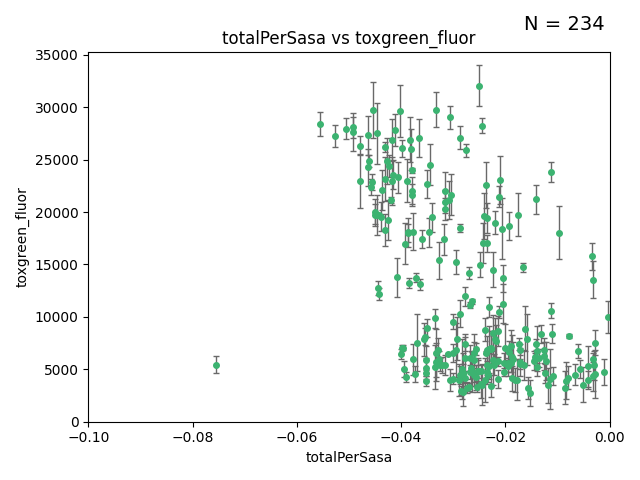 N = 234
totalPerSasa vs toxgreen_fluor
35000
30000
25000
20000
15000
10000
5000
0
toxgreen_fluor
−0.10 −0.08 −0.06 −0.04 −0.02 0.00
totalPerSasa